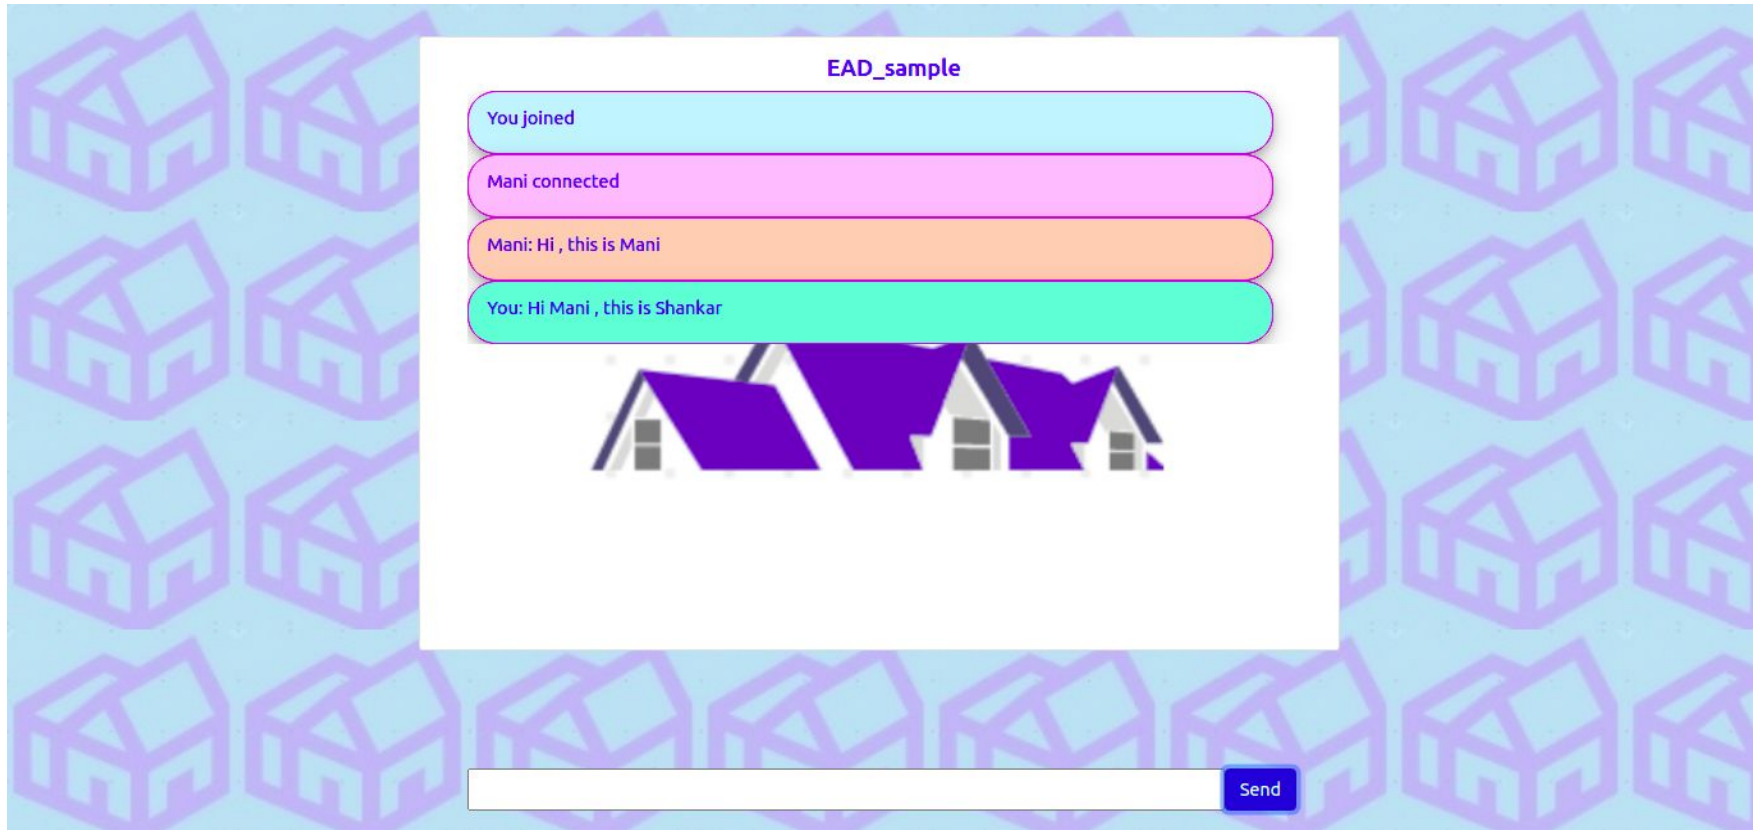 EAD_sample
You joined
Mani connected
Mani: Hi , this is Mani
You: Hi Mani , this is Shankar
Send